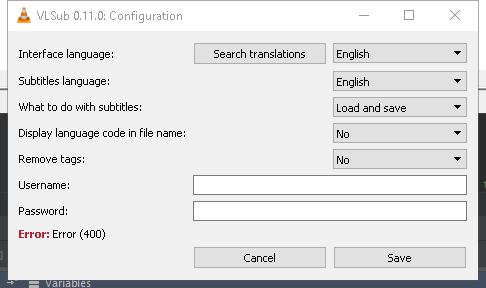 VLSub 0.11.0: Configuration
Interface language: Search translations English
Subtitles language: English
What to do with subtitles: Load and save
Display language code in file name: No
Remove tags: No
Username:
Password:
Error: Error (400)
Cancel Save
Variables